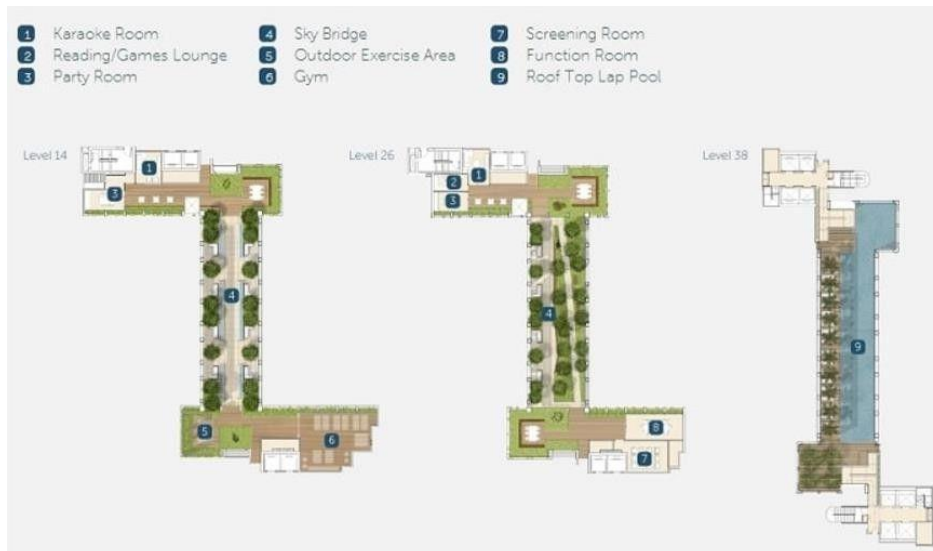 1 Karaoke Room
2 Reading/Games Lounge
3 Party Room
4 Sky Bridge
5 Outdoor Exercise Area
6 Gym
7 Screening Room
8 Function Room
9 Roof Top Lap Pool
Level 14
1
3
4
5
6
Level 26
1
2
3
4
8
7
Level 38
9